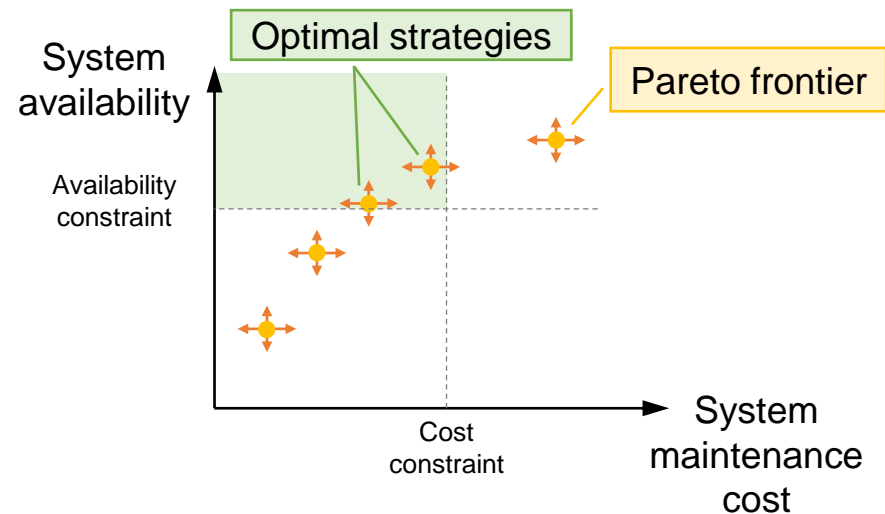 Optimal strategies
System
availability
Pareto frontier
Availability
constraint
Cost
constraint
System
maintenance
cost